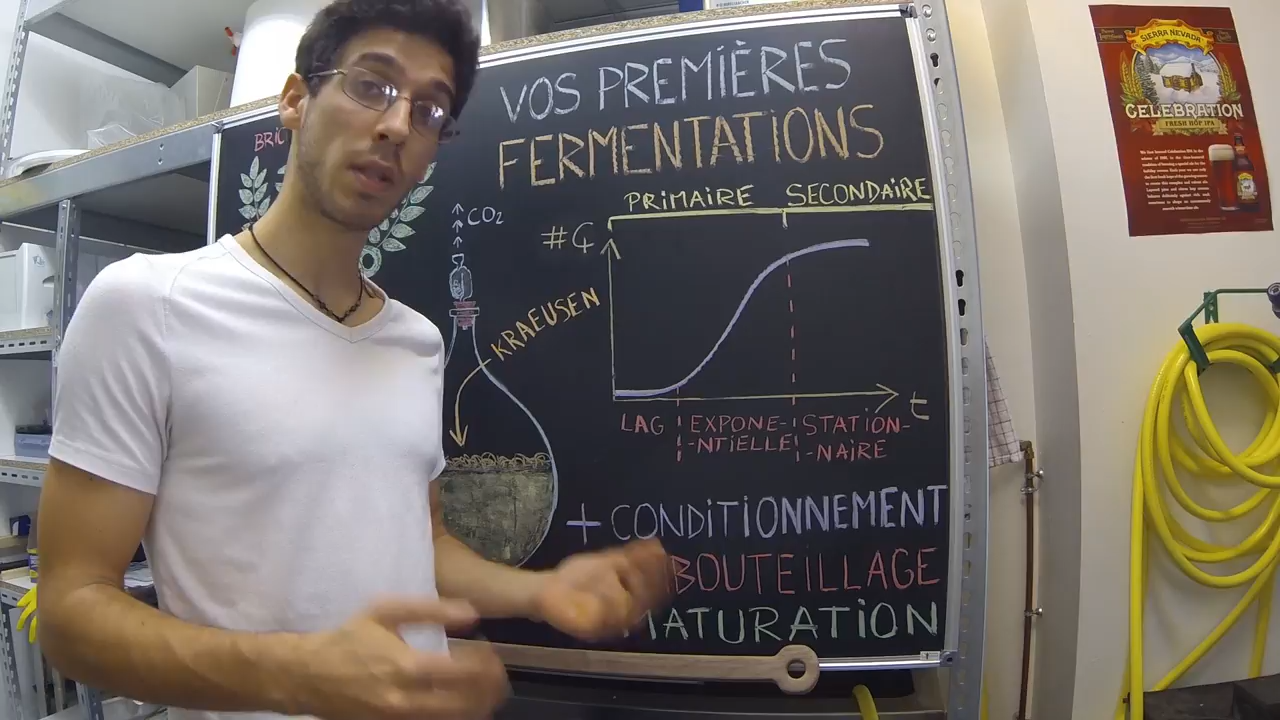 BRIC
VOS PREMIÈRES
FERMENTATIONS
PRIMAIRE SECONDAIRE
CO2
KRAEUSEN
t
LAG EXPONE- STATION-
-NTIELLE -NAIRE
+ CONDITIONNEMENT
BOUTEILLAGE
MATURATION
SIERRA NEVADA
CELEBRATION
FRESH HOP IPA